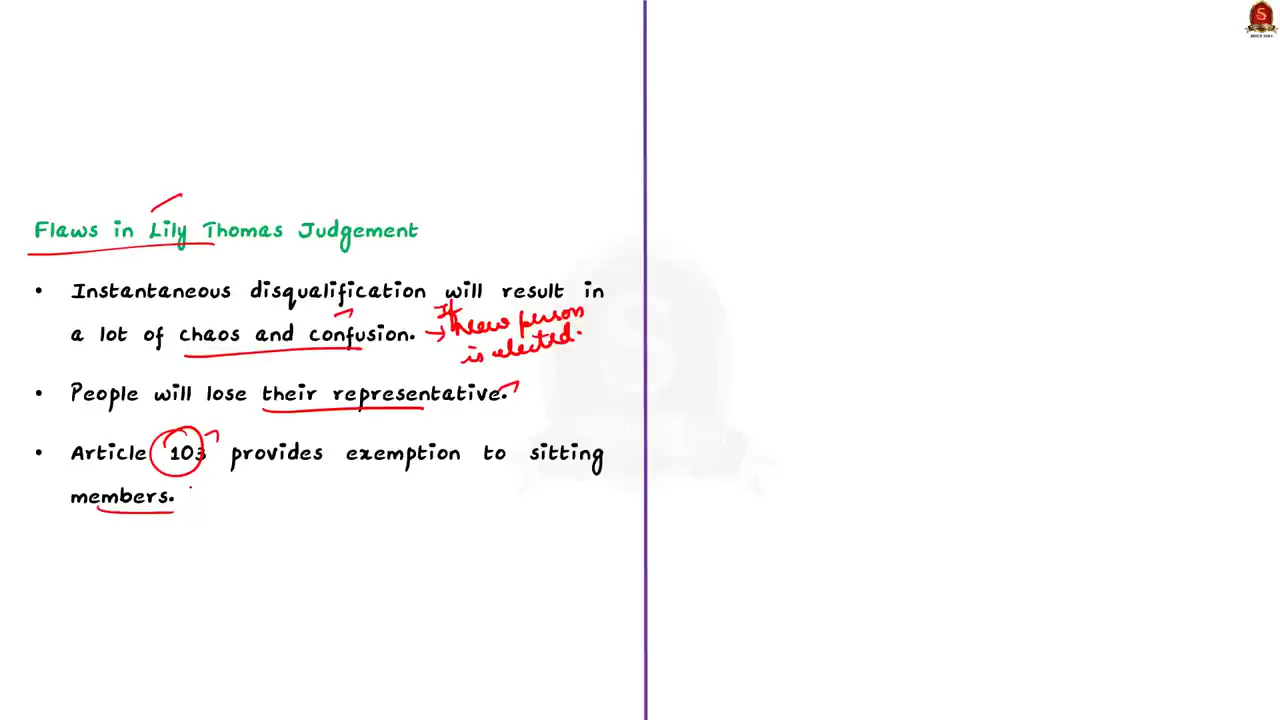 Flaws in Lily Thomas Judgement
• Instantaneous disqualification will result in
a lot of chaos and confusion. → If new person
is elected.
• People will lose their representative.
• Article 103 provides exemption to sitting
members.
S